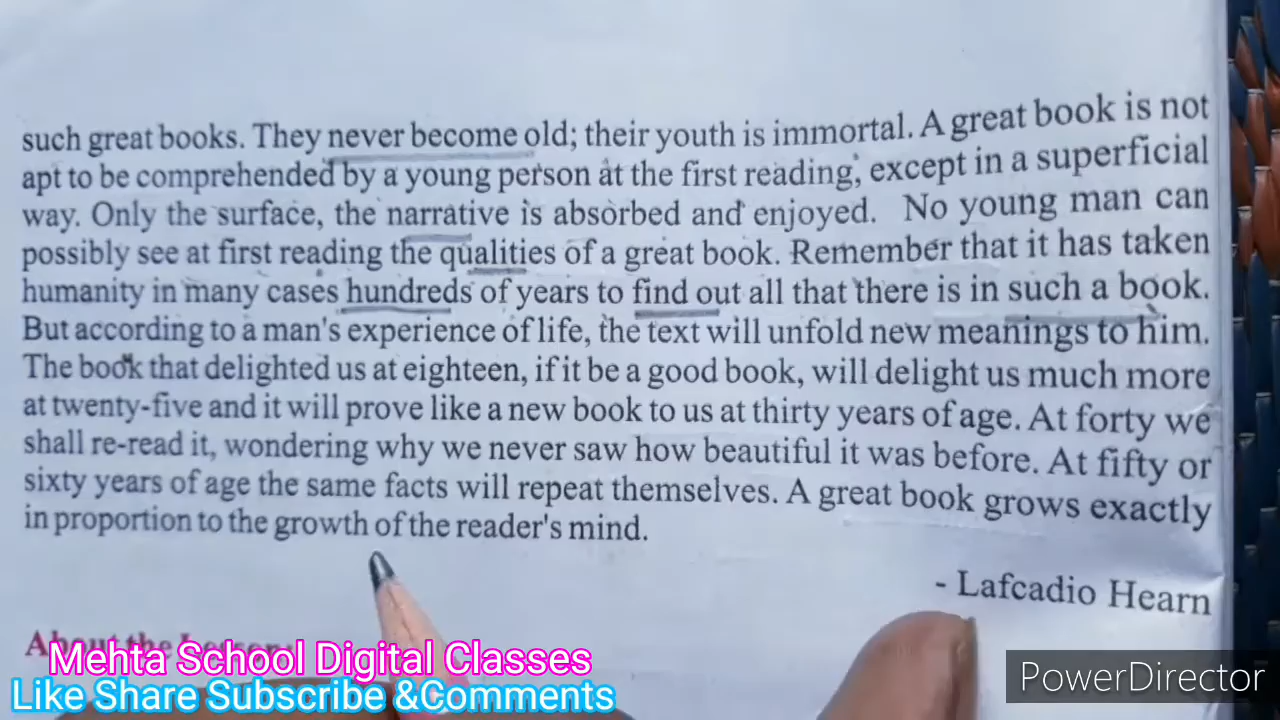 such great books. They never become old; their youth is immortal. A great book is not
apt to be comprehended by a young person at the first reading, except in a superficial
way. Only the surface, the narrative is absorbed and enjoyed. No young man can
possibly see at first reading the qualities of a great book. Remember that it has taken
humanity in many cases hundreds of years to find out all that there is in such a book.
But according to a man's experience of life, the text will unfold new meanings to him.
The book that delighted us at eighteen, if it be a good book, will delight us much more
at twenty-five and it will prove like a new book to us at thirty years of age. At forty we
shall re-read it, wondering why we never saw how beautiful it was before. At fifty or
sixty years of age the same facts will repeat themselves. A great book grows exactly
in proportion to the growth of the reader's mind.
- Lafcadio Hearn
About the Lesson:
Mehta School Digital Classes
Like Share Subscribe &Comments
PowerDirector